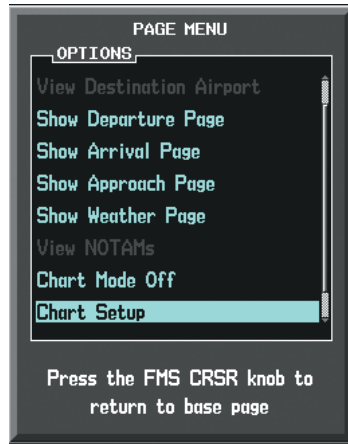 PAGE MENU
OPTIONS
View Destination Airport
Show Departure Page
Show Arrival Page
Show Approach Page
Show Weather Page
View NOTAMs
Chart Mode Off
Chart Setup
Press the FMS CRSR knob to
return to base page